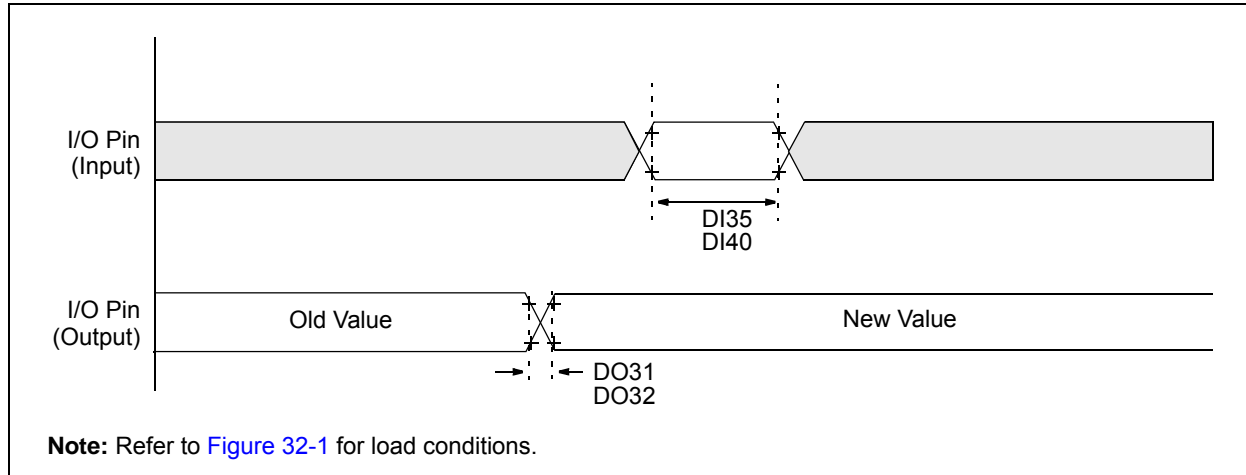 I/O Pin
(Input)
DI35
DI40
I/O Pin
(Output)
Old Value
New Value
DO31
DO32
Note: Refer to Figure 32-1 for load conditions.